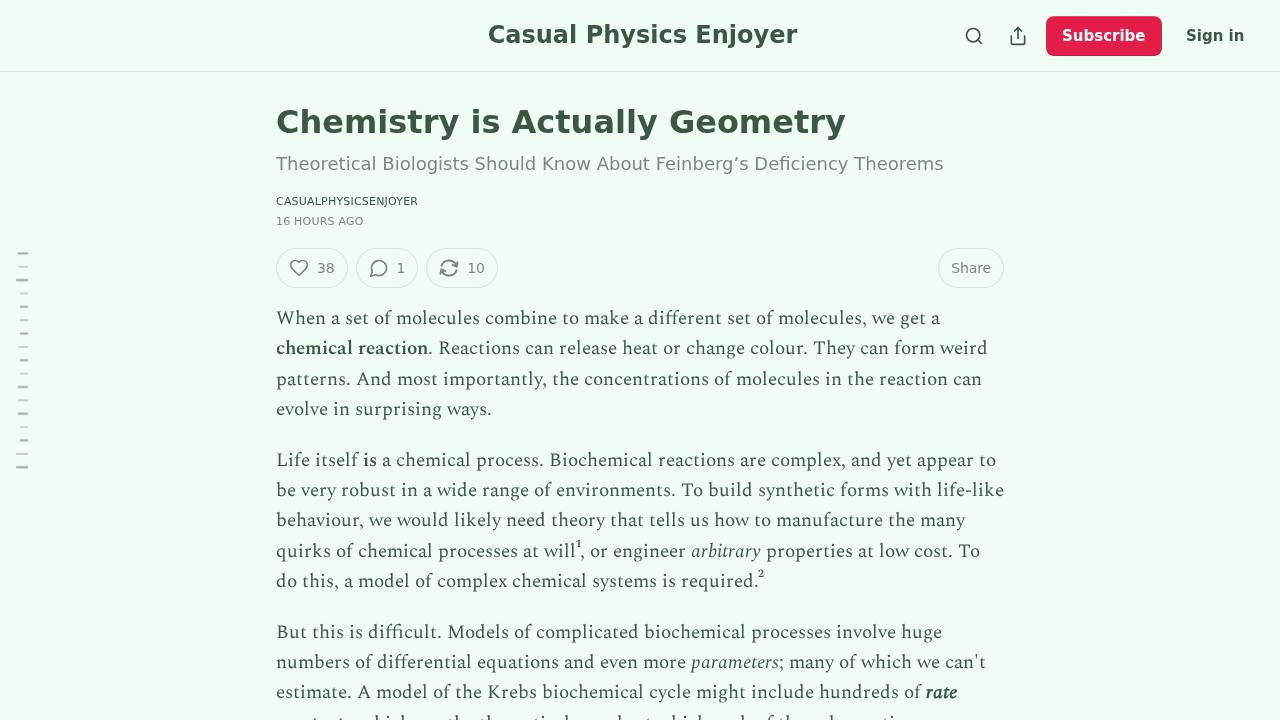 Casual Physics Enjoyer
Subscribe
Sign in
Chemistry is Actually Geometry
Theoretical Biologists Should Know About Feinberg’s Deficiency Theorems
CASUALPHYSICSENJOYER
16 HOURS AGO
38
1
10
Share
When a set of molecules combine to make a different set of molecules, we get a
chemical reaction. Reactions can release heat or change colour. They can form weird
patterns. And most importantly, the concentrations of molecules in the reaction can
evolve in surprising ways.
Life itself is a chemical process. Biochemical reactions are complex, and yet appear to
be very robust in a wide range of environments. To build synthetic forms with life-like
behaviour, we would likely need theory that tells us how to manufacture the many
quirks of chemical processes at will1, or engineer arbitrary properties at low cost. To
do this, a model of complex chemical systems is required.2
But this is difficult. Models of complicated biochemical processes involve huge
numbers of differential equations and even more parameters; many of which we can't
estimate. A model of the Krebs biochemical cycle might include hundreds of rate